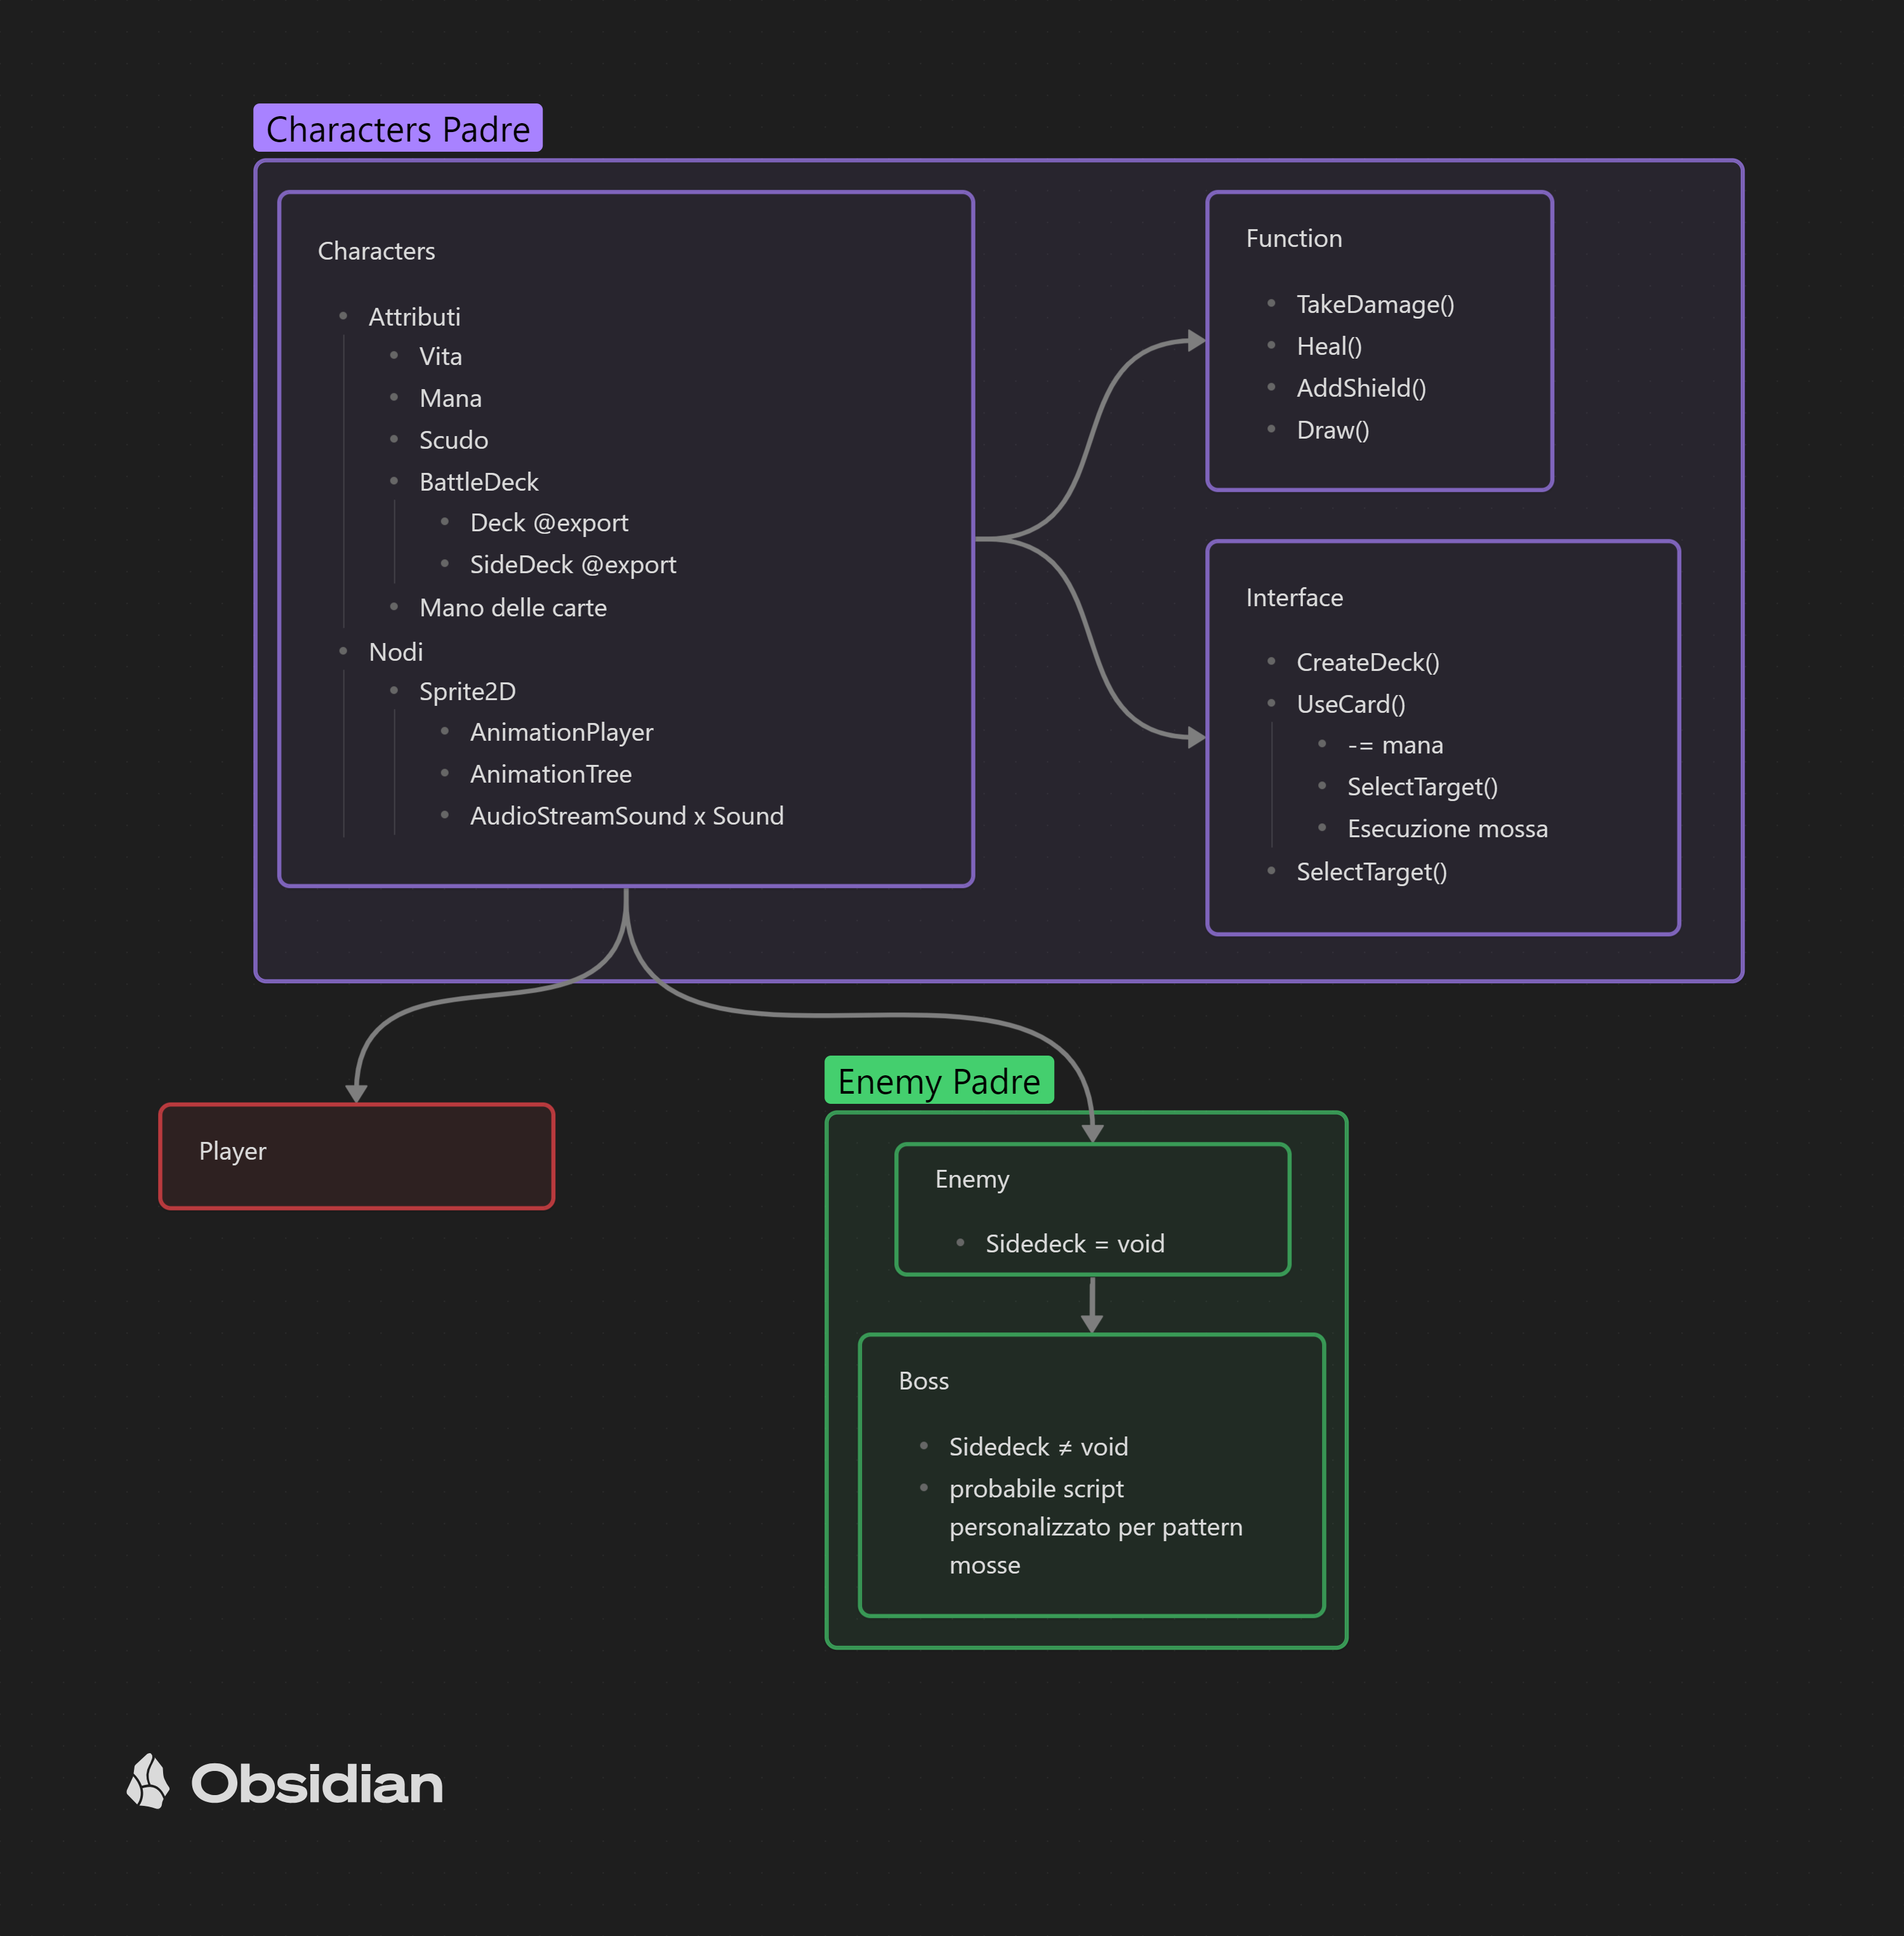 Characters Padre
Characters
Attributi
Vita
Mana
Scudo
BattleDeck
Deck @export
SideDeck @export
Mano delle carte
Nodi
Sprite2D
AnimationPlayer
AnimationTree
AudioStreamSound x Sound
Function
TakeDamage()
Heal()
AddShield()
Draw()
Interface
CreateDeck()
UseCard()
-= mana
SelectTarget()
Esecuzione mossa
SelectTarget()
Player
Enemy Padre
Enemy
Sidedeck = void
Boss
Sidedeck ≠ void
probabile script
personalizzato per pattern
mosse
Obsidian